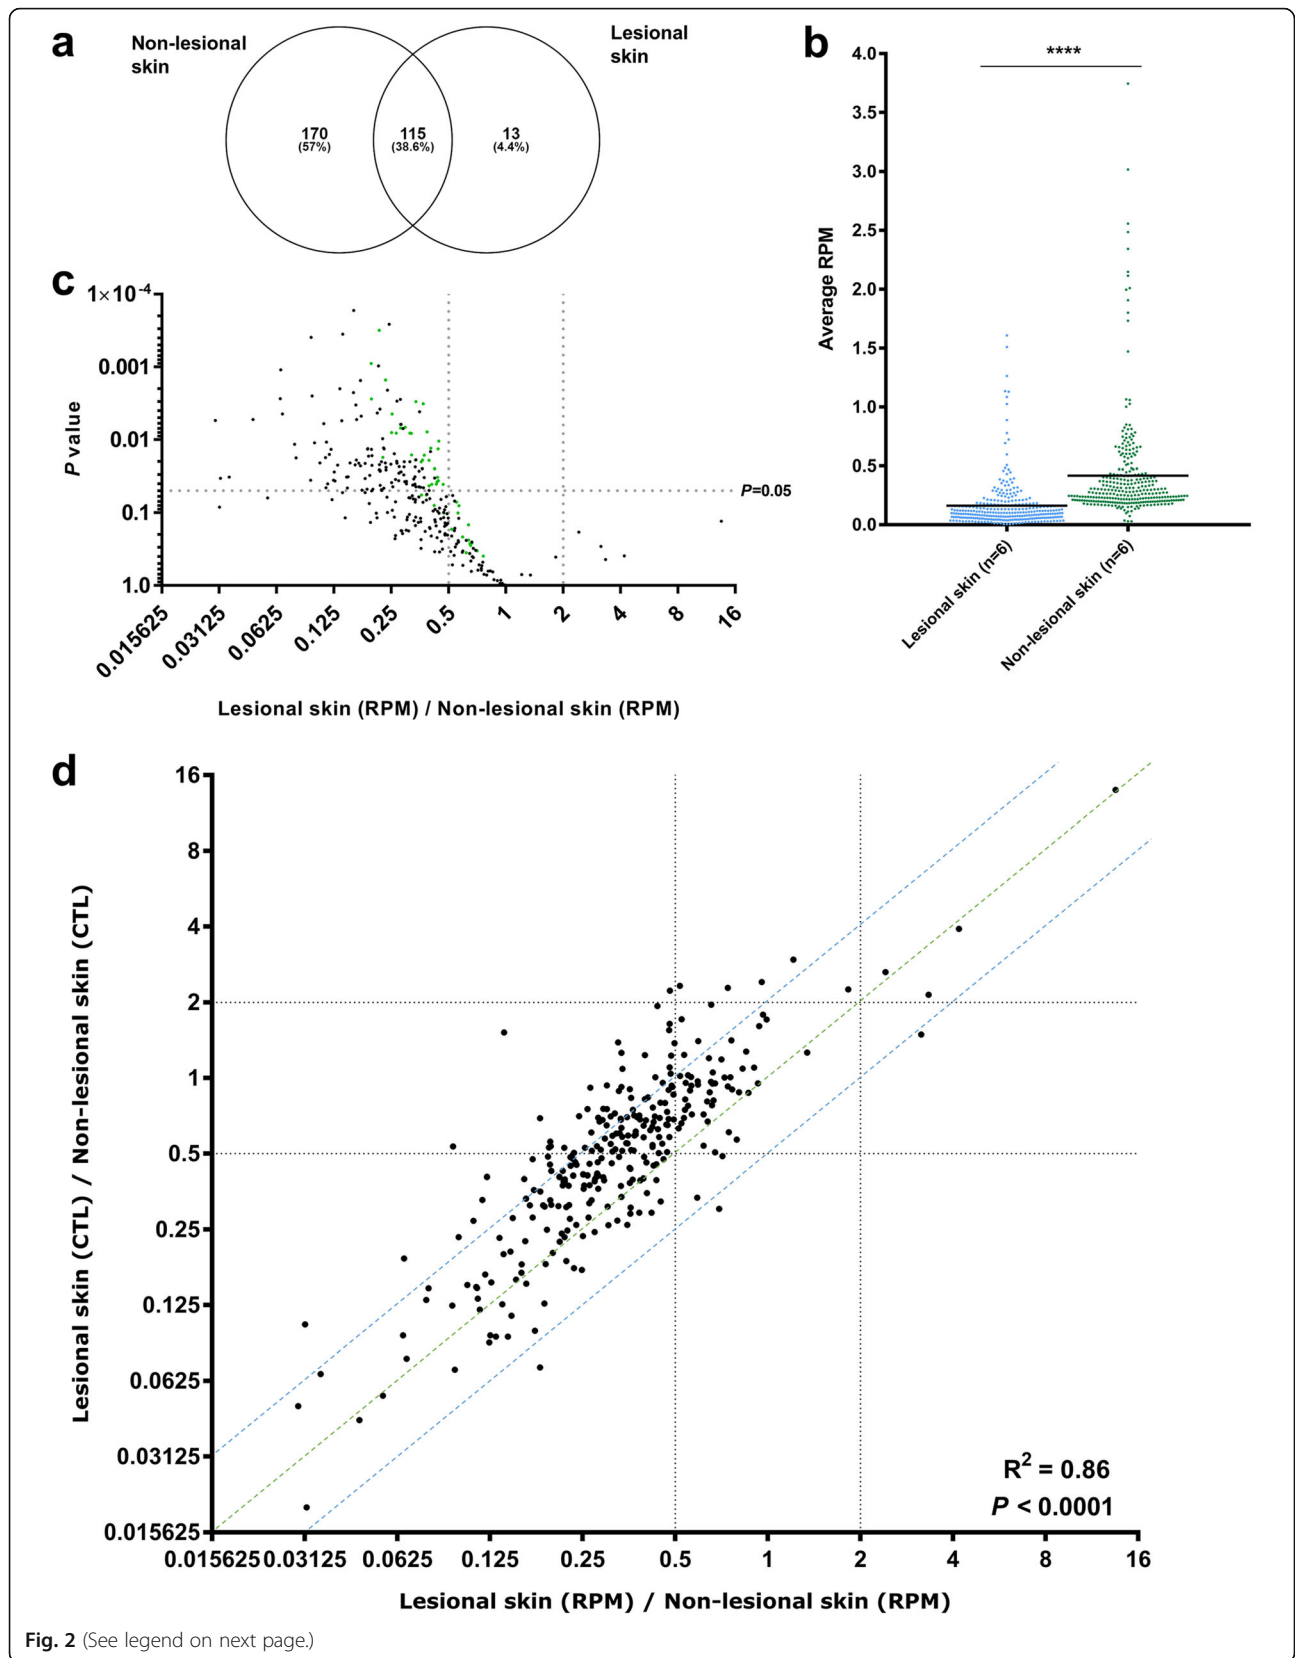 a
Non-lesional
skin
Lesional
skin
170
(57%)
115
(38.6%)
13
(4.4%)
b
****
4.0
3.5
3.0
2.5
2.0
1.5
1.0
0.5
0.0
Average RPM
Lesional skin (n=6)
Non-lesional skin (n=6)
c
1×10⁻⁴
0.001
0.01
0.1
1.0
P value
P=0.05
0.015625
0.03125
0.0625
0.125
0.25
0.5
1
2
4
8
16
Lesional skin (RPM) / Non-lesional skin (RPM)
d
16
8
4
2
1
0.5
0.25
0.125
0.0625
0.03125
0.015625
Lesional skin (CTL) / Non-lesional skin (CTL)
R² = 0.86
P < 0.0001
0.015625 0.03125 0.0625 0.125 0.25 0.5 1 2 4 8 16
Lesional skin (RPM) / Non-lesional skin (RPM)
Fig. 2 (See legend on next page.)